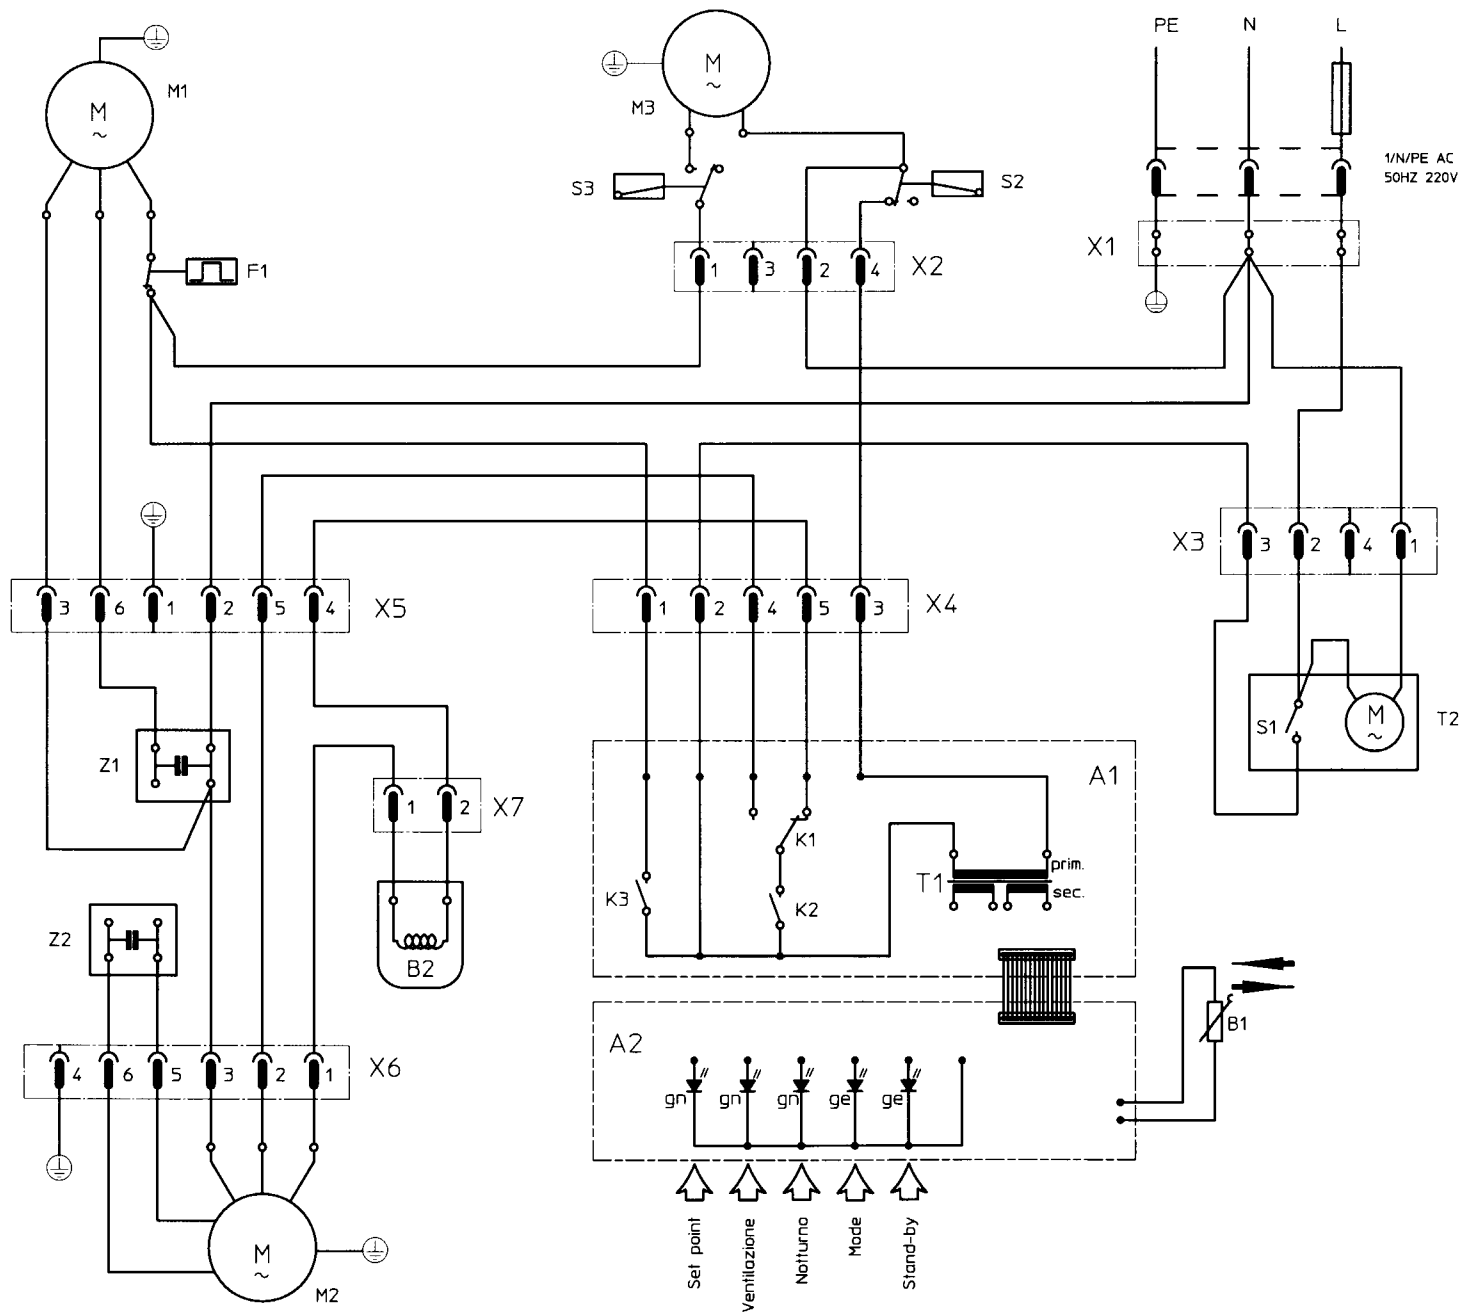 PE N L
M
~
M1
M
~
M3
1/N/PE AC
50HZ 220V
S3
S2
F1
1 3 2 4 X2
X1
X3 3 2 4 1
3 6 1 2 5 4 X5
1 2 4 5 3 X4
S1
M
~
T2
Z1
1 2 X7
A1
K1
T1
prim.
sec.
K3
K2
Z2
B2
A2
B1
4 6 5 3 2 1 X6
gn gn gn ge ge
Set point
Ventilazione
Notturno
Mode
Stand-by
M
~
M2